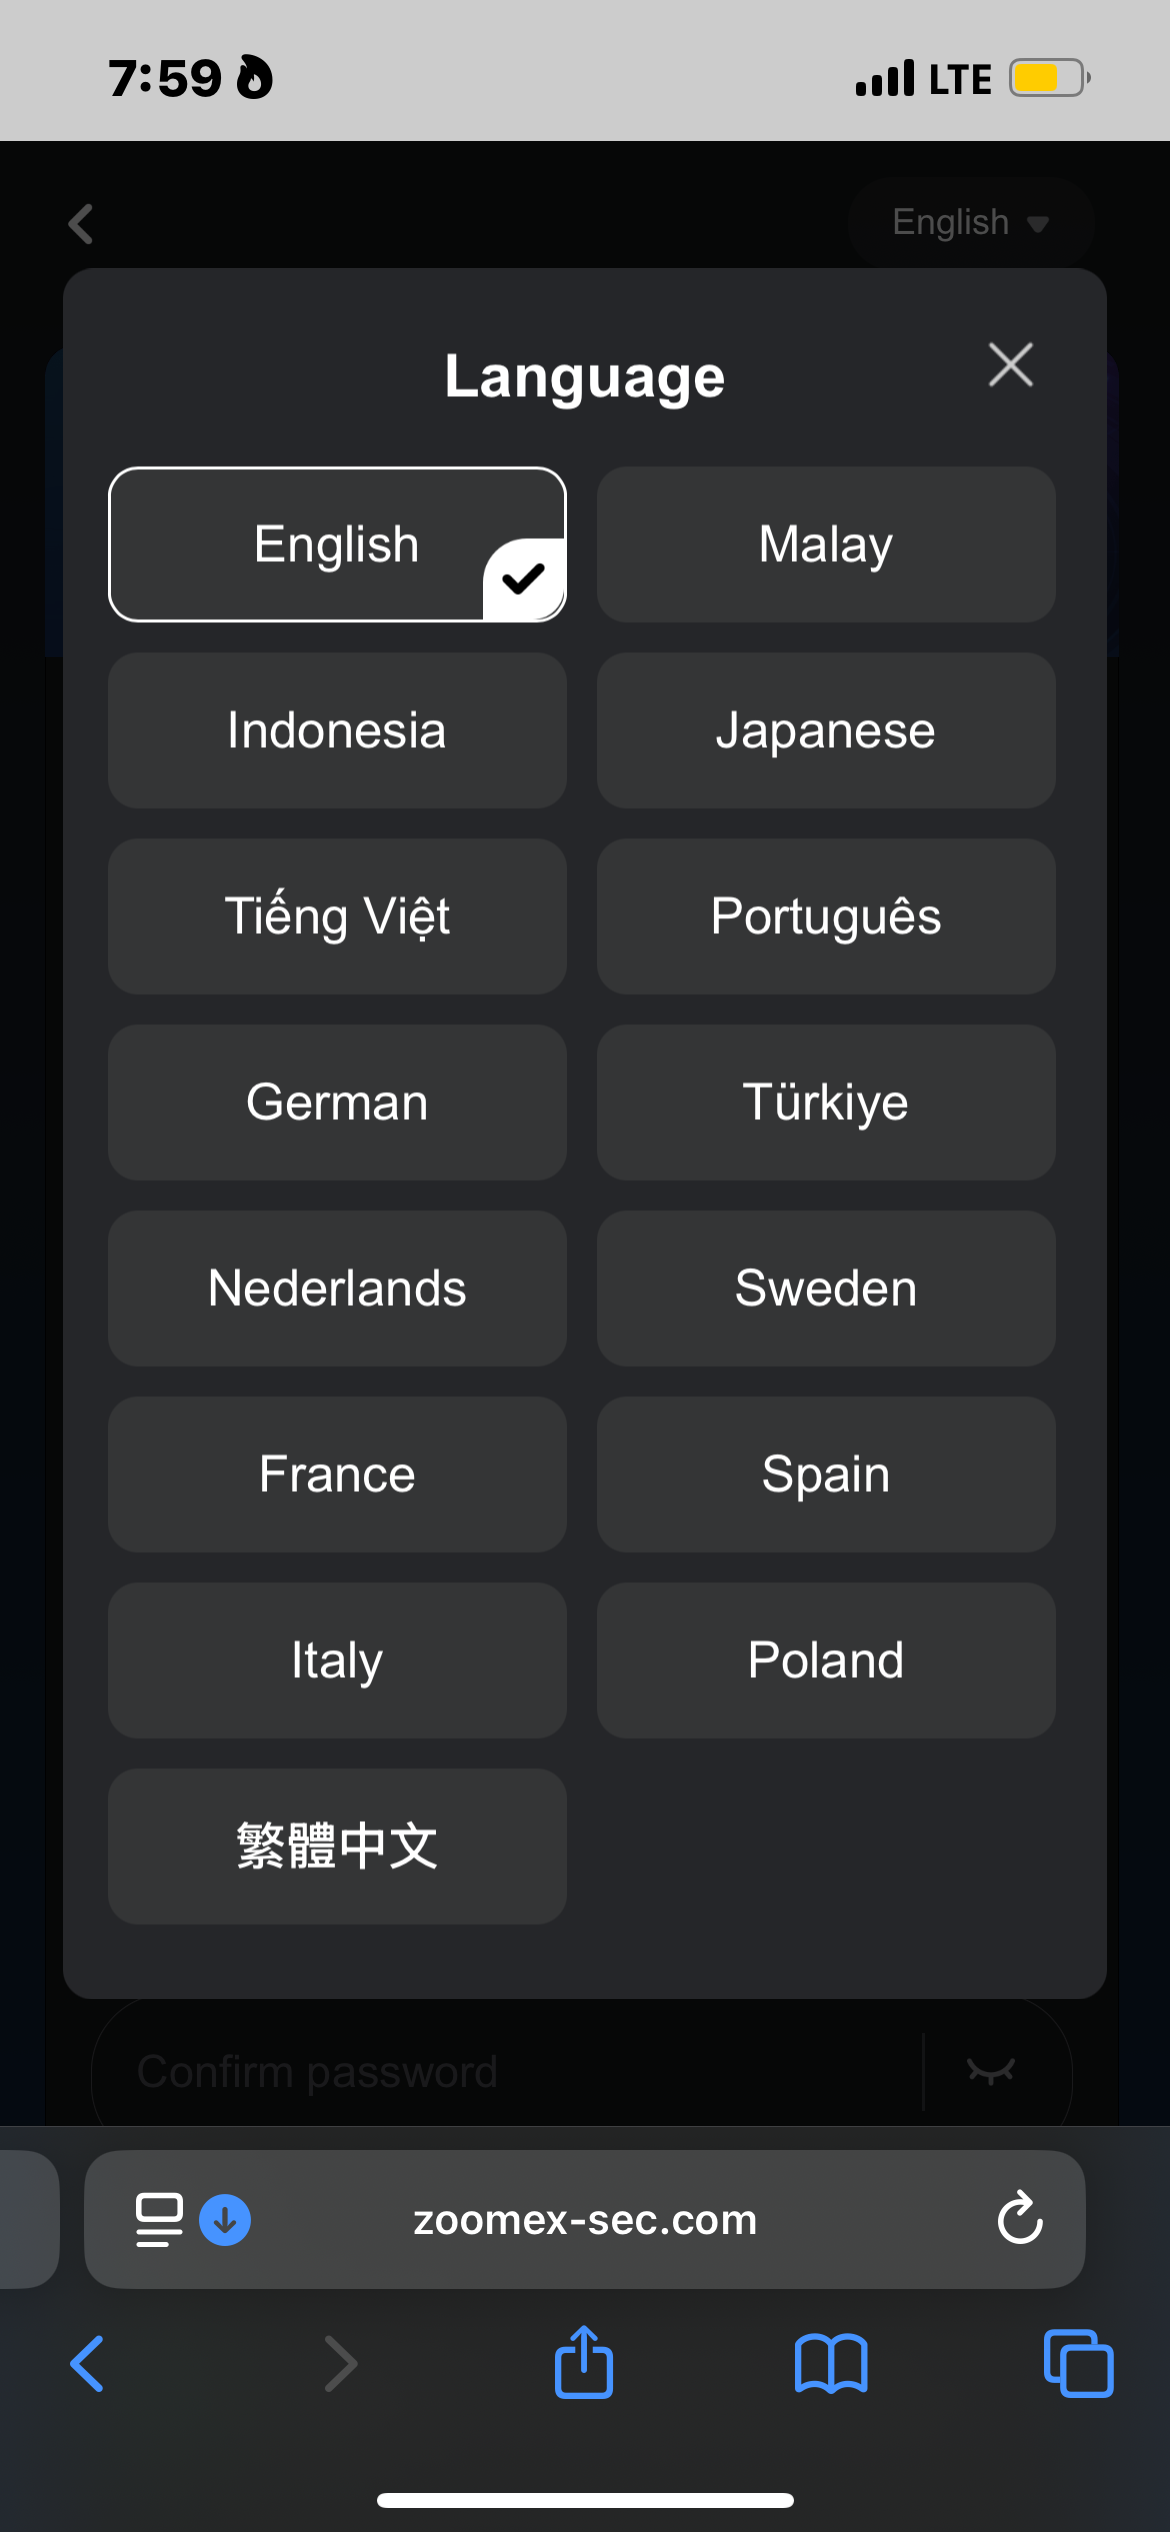 7:59
LTE
English
Language
English
Malay
Indonesia
Japanese
Tiếng Việt
Português
German
Türkiye
Nederlands
Sweden
France
Spain
Italy
Poland
繁體中文
Confirm password
zoomex-sec.com